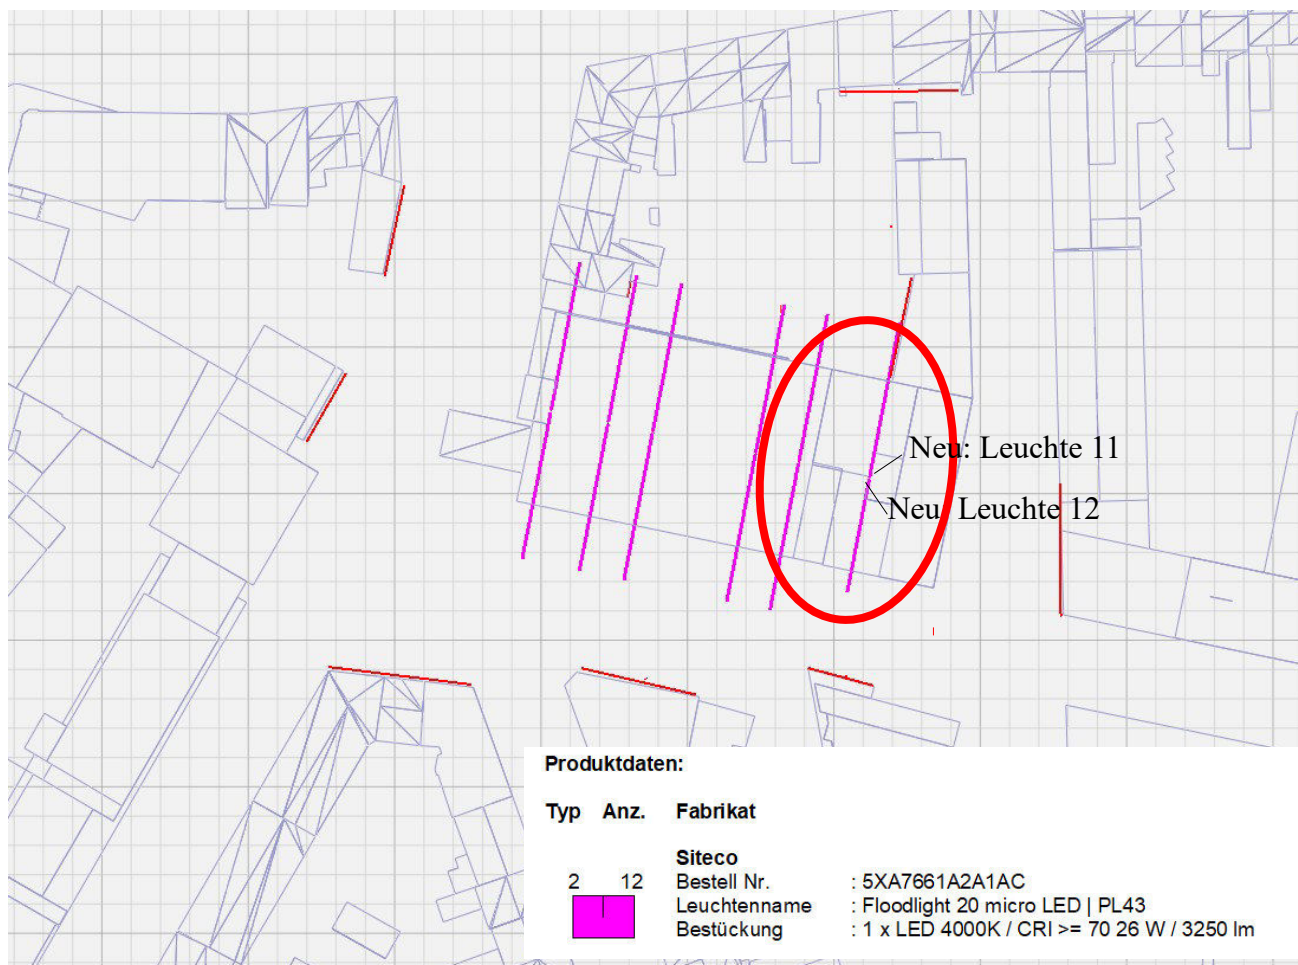 Neu: Leuchte 11
Neu: Leuchte 12
Produktdaten:
Typ Anz. Fabrikat
Siteco
2 12 Bestell Nr. : 5XA7661A2A1AC
Leuchtenname : Floodlight 20 micro LED | PL43
Bestückung : 1 x LED 4000K / CRI >= 70 26 W / 3250 lm